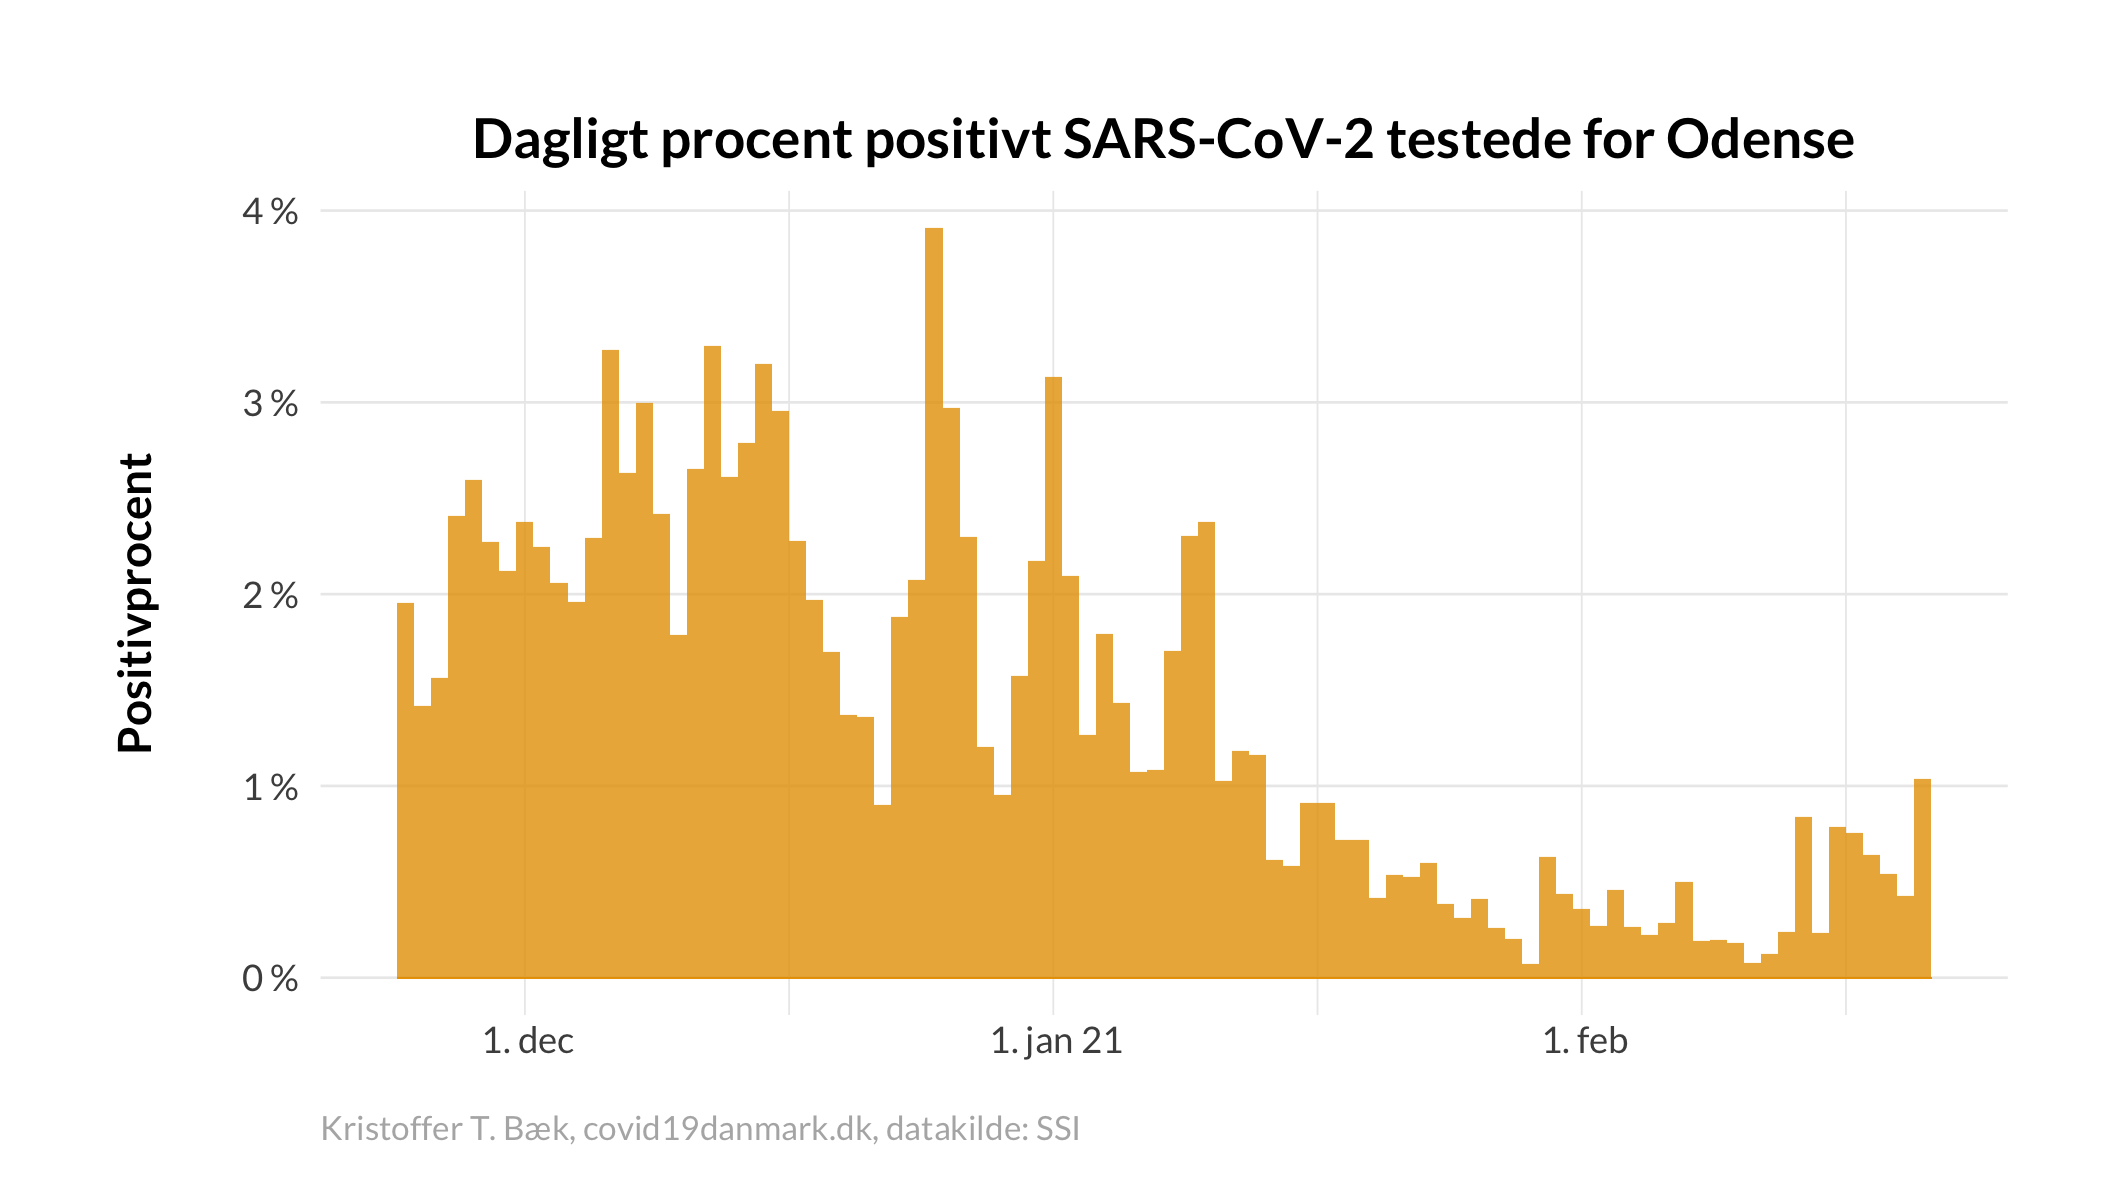 Dagligt procent positivt SARS-CoV-2 testede for Odense
Positivprocent
4 %
3 %
2 %
1 %
0 %
1. dec
1. jan 21
1. feb
Kristoffer T. Bæk, covid19danmark.dk, datakilde: SSI